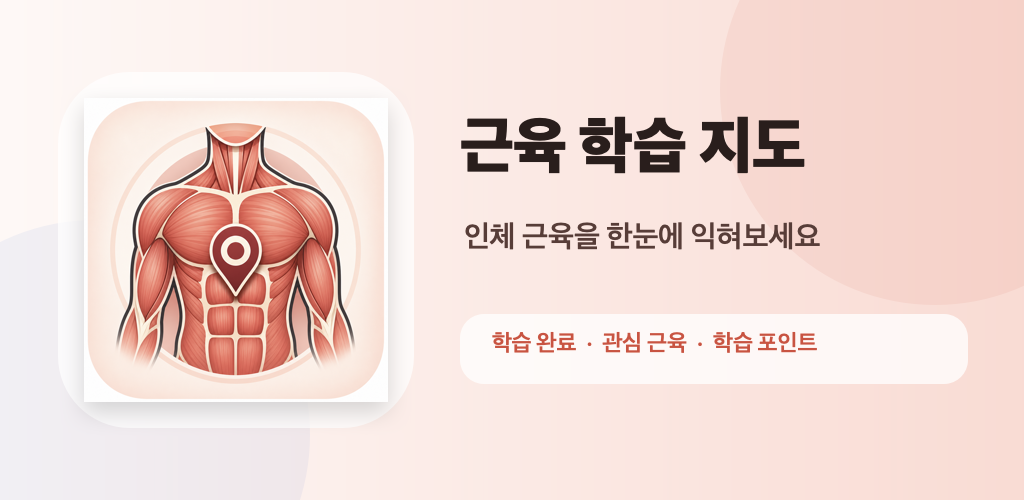 근육 학습 지도
인체 근육을 한눈에 익혀보세요
학습 완료 · 관심 근육 · 학습 포인트